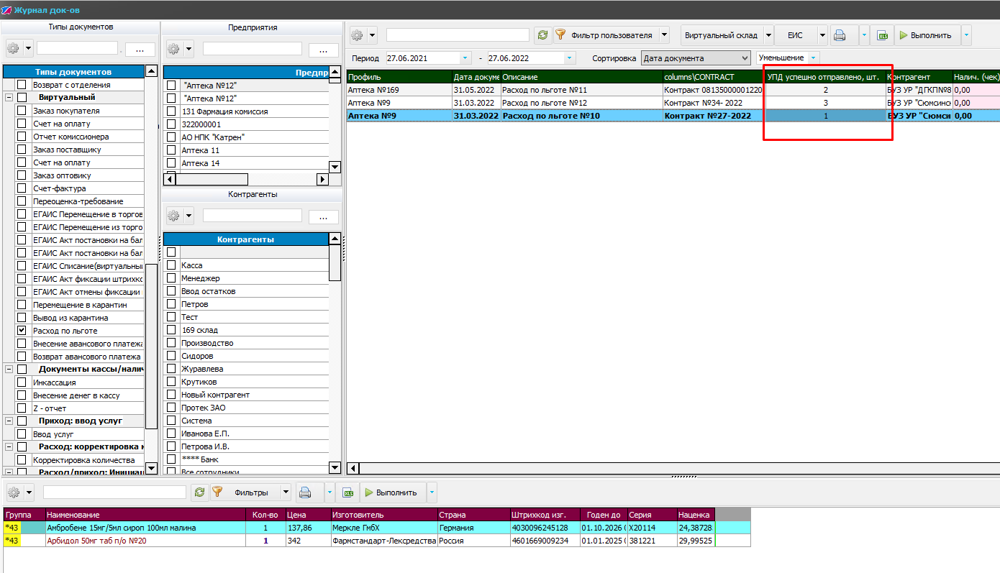 Журнал док-ов
Типы документов
...
Типы документов
Возврат с отделения
Виртуальный
Заказ покупателя
Счет на оплату
Отчет комиссионера
Заказ поставщику
Счет на оплату
Заказ оптовику
Счет-фактура
Переоценка-требование
ЕГАИС Перемещение в торгов
ЕГАИС Перемещение из торго
ЕГАИС Акт постановки на бал
ЕГАИС Акт постановки на бал
ЕГАИС Списание(виртуальны
ЕГАИС Акт фиксации штрихко
ЕГАИС Акт отмены фиксации
Перемещение в карантин
Вывод из карантина
Расход по льготе
Внесение авансового платежа
Возврат авансового платежа
Документы кассы/налич
Инкассация
Внесение денег в кассу
Z - отчет
Приход: ввод услуг
Ввод услуг
Расход: корректировка к
Корректировка количества
Расход/приход: Инициац
Предприятия
...
Предпр
"Аптека №12"
"Аптека №12"
131 Фармация комиссия
322000001
АО НПК "Катрен"
Аптека 11
Аптека 14
Контрагенты
...
Контрагенты
Касса
Менеджер
Ввод остатков
Петров
Тест
169 склад
Производство
Сидоров
Журавлева
Крутиков
Новый контрагент
Протек ЗАО
Система
Иванова Е.П.
Петрова И.В.
**** Банк
Все сотрудники
Фильтр пользователя Виртуальный склад ЕИС XLS Выполнить
Период 27.06.2021 - 27.06.2022 Сортировка Дата документа Уменьшение
Профиль Дата докуме Описание columns\CONTRACT УПД успешно отправлено, шт. Контрагент Налич. (чек)
Аптека №169 31.05.2022 Расход по льготе №11 Контракт 08135000001220 2 БУЗ УР "ДГКП№8 0,00
Аптека №9 31.03.2022 Расход по льготе №12 Контракт №34- 2022 3 БУЗ УР "Сюмсинс 0,00
Аптека №9 31.03.2022 Расход по льготе №10 Контракт №27-2022 1 БУЗ УР "Сюмси 0,00
Фильтры XLS Выполнить
Группа Наименование Кол-во Цена Изготовитель Страна Штрихкод изг. Годен до Серия Наценка
*43 Амбробене 15мг/5мл сироп 100мл малина 1 137,86 Меркле ГмбХ Германия 4030096245128 01.10.2026 0 X20114 24,38728
*43 Арбидол 50мг таб п/о №20 1 342 Фармстандарт-Лексредства Россия 4601669009234 01.01.2025 0 381221 29,99525